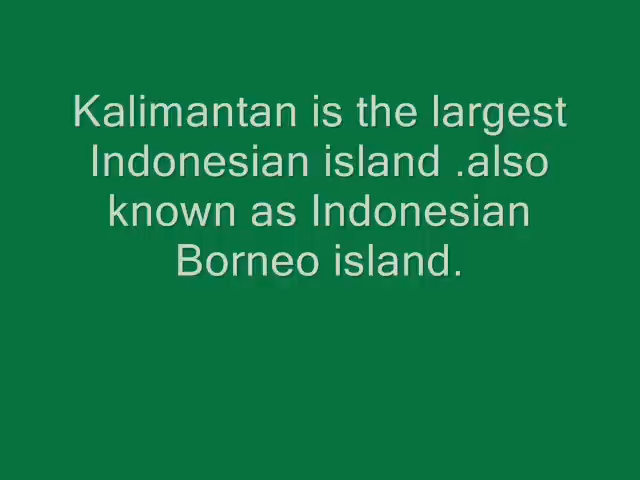 Kalimantan is the largest
Indonesian island .also
known as Indonesian
Borneo island.